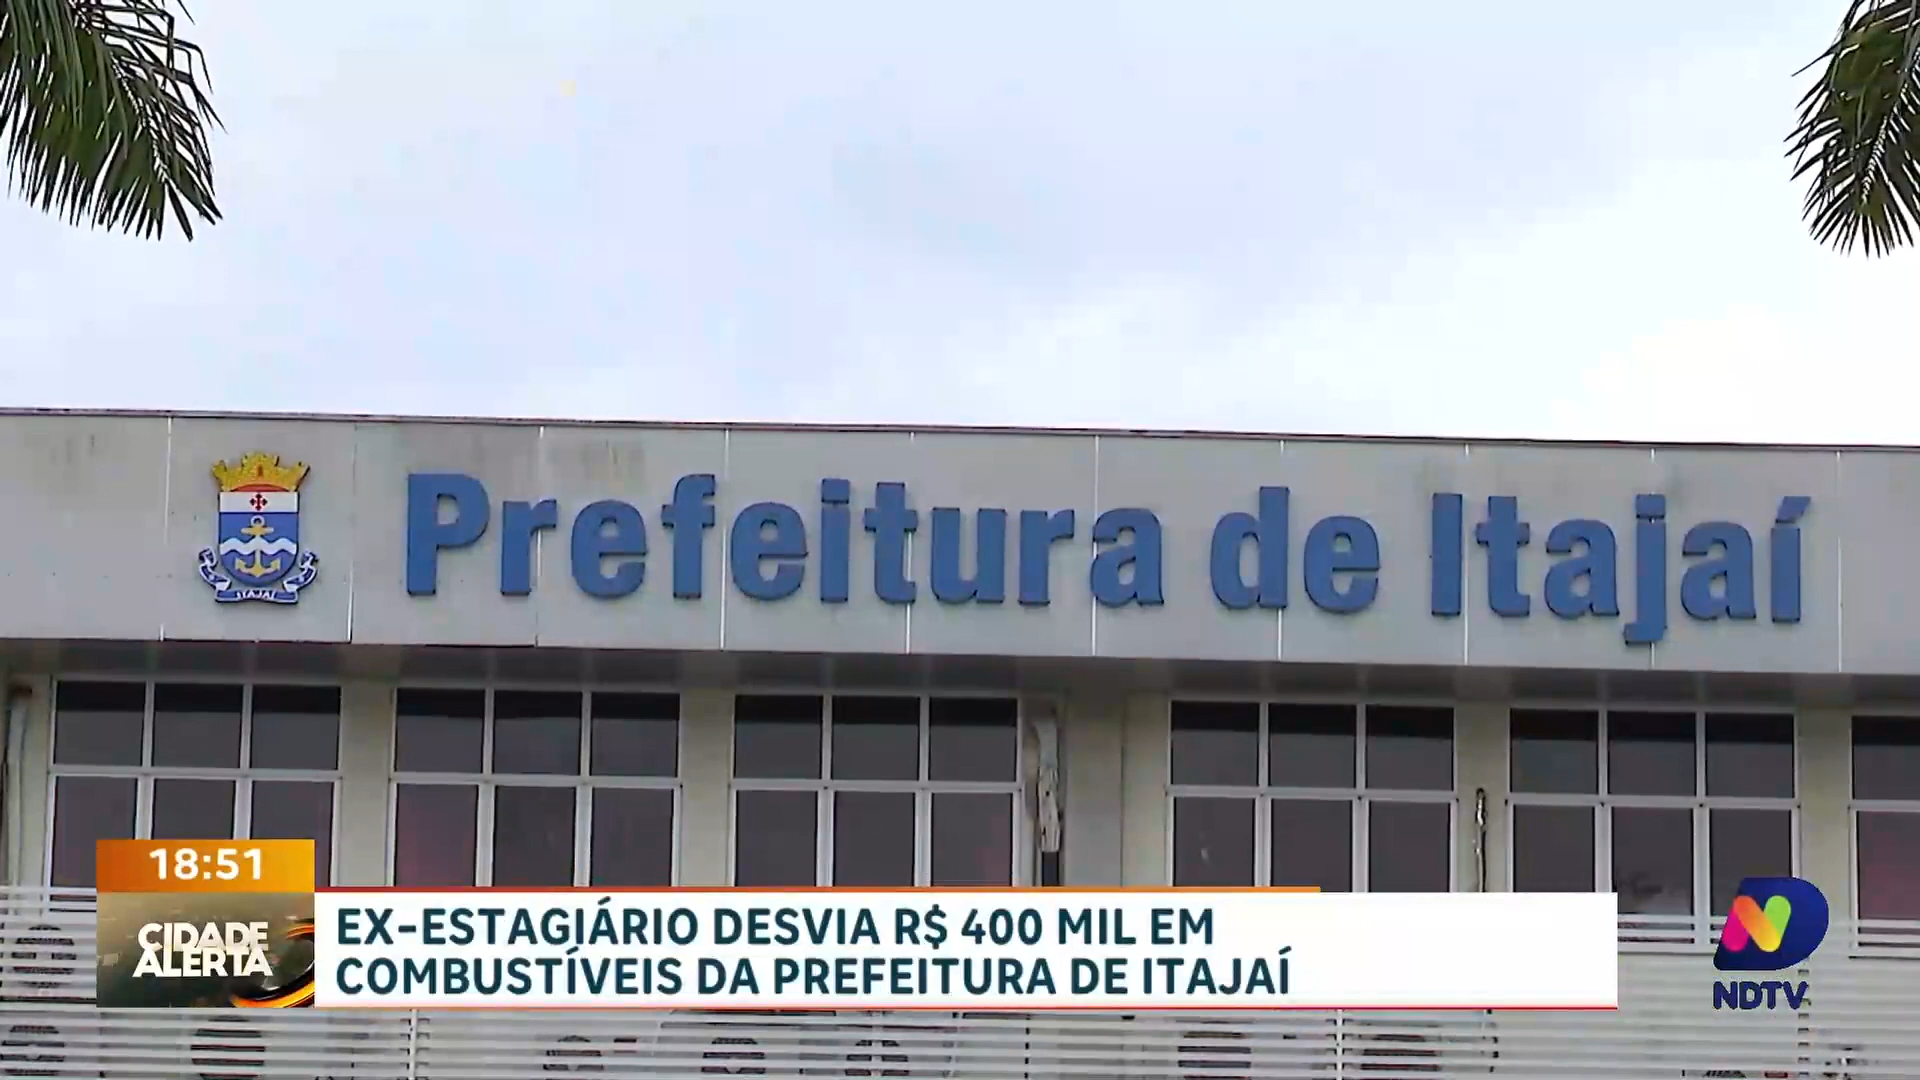 Prefeitura de Itajaí
ITAJAÍ
18:51
CIDADE
ALERTA
EX-ESTAGIÁRIO DESVIA R$ 400 MIL EM
COMBUSTÍVEIS DA PREFEITURA DE ITAJAÍ
N
NDTV